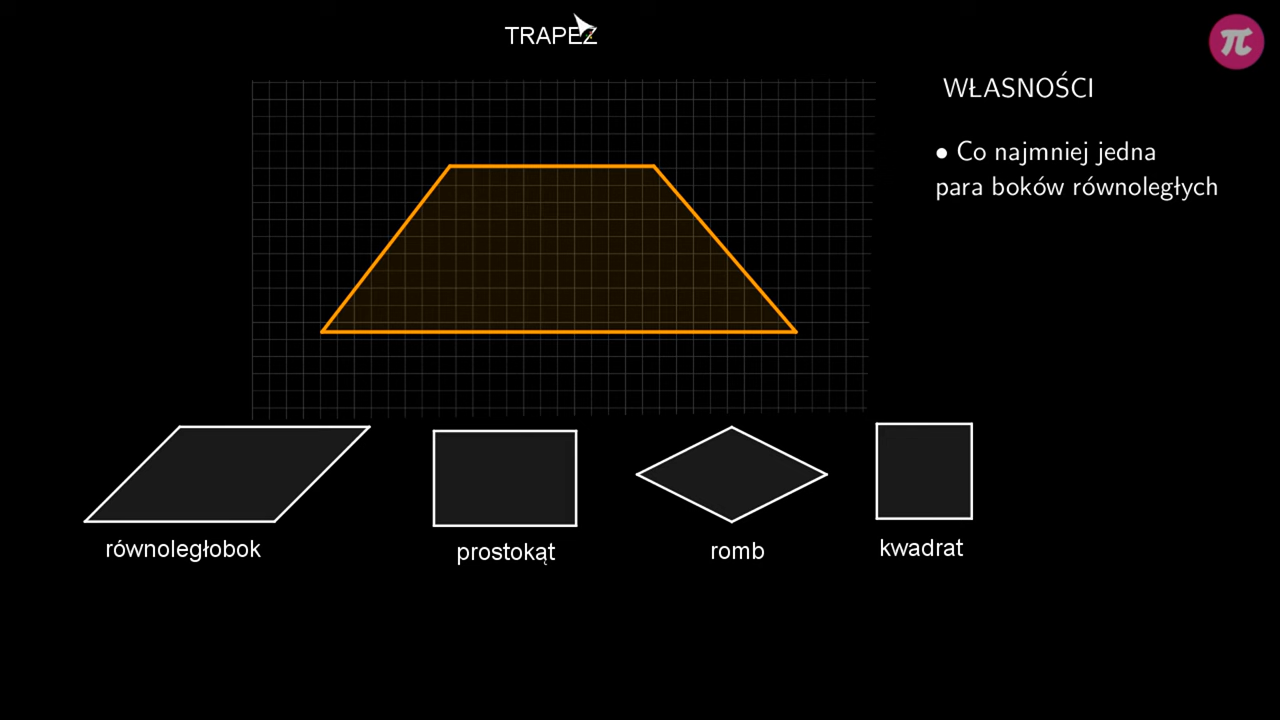 TRAPEZ
π
WŁASNOŚCI
• Co najmniej jedna
para boków równoległych
równoległobok
prostokąt
romb
kwadrat